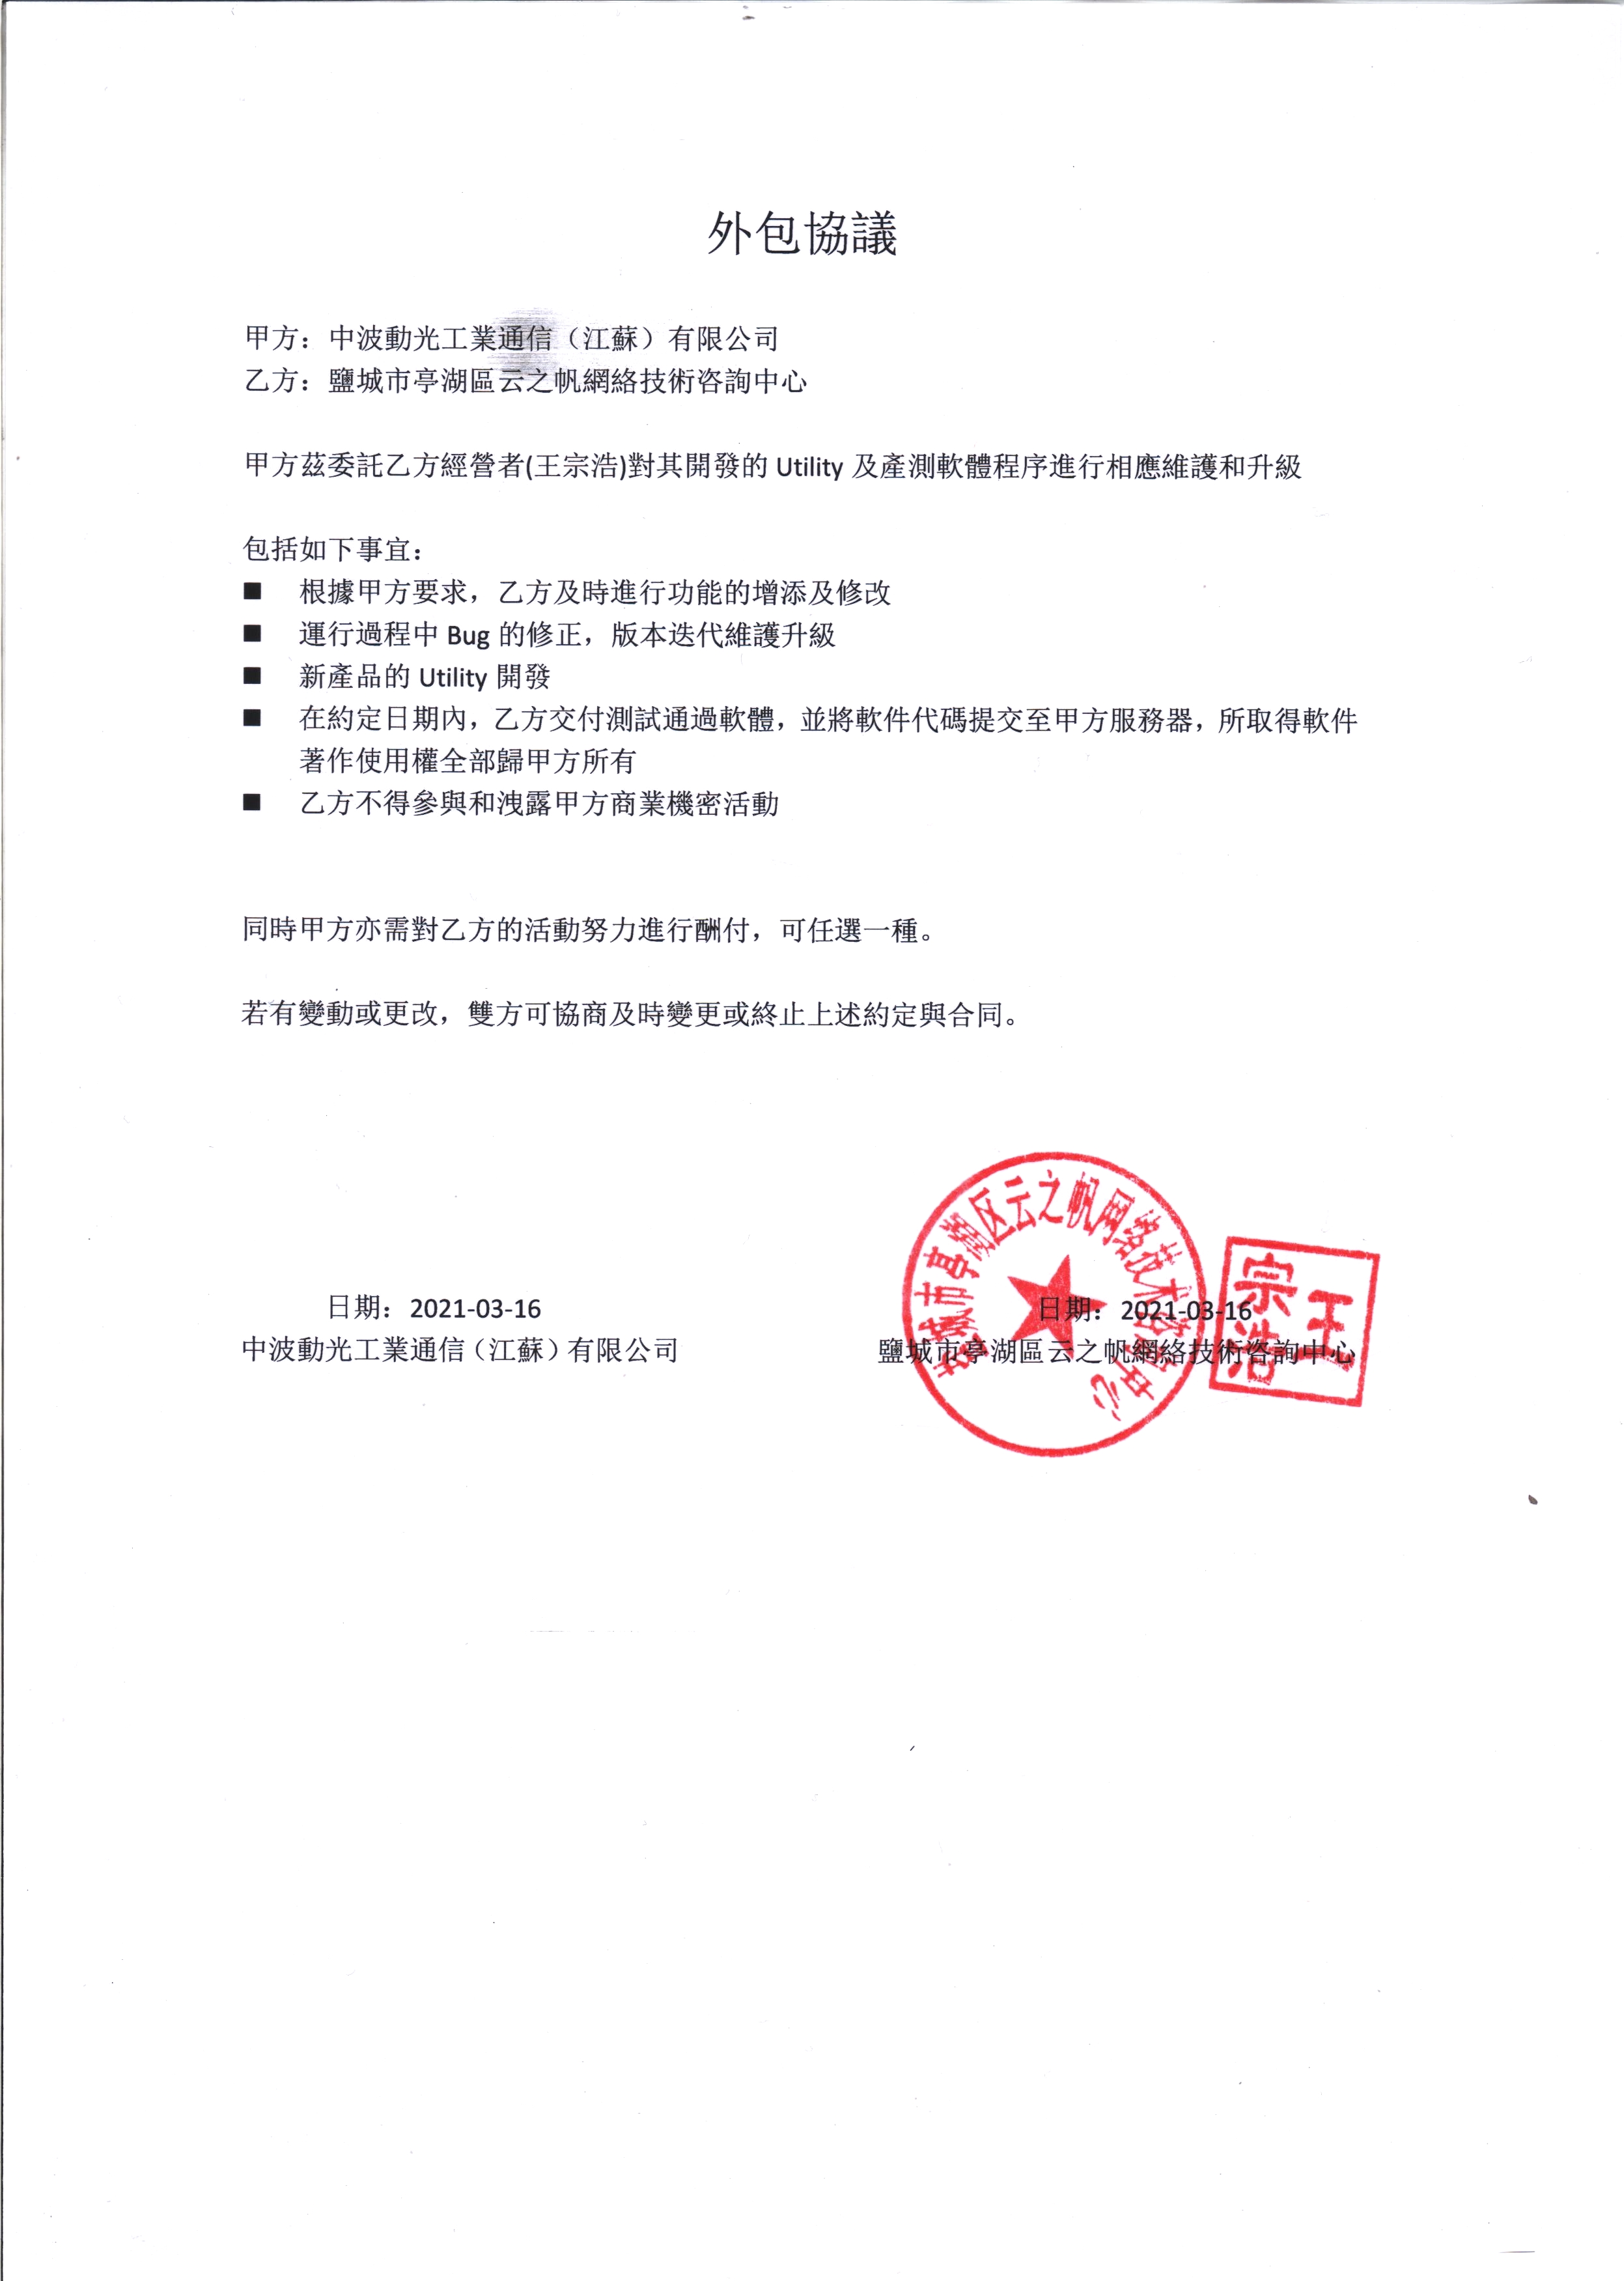 外包協議
甲方：中波動光工業通信（江蘇）有限公司
乙方：鹽城市亭湖區云之帆網絡技術咨詢中心
甲方茲委託乙方經營者(王宗浩)對其開發的 Utility 及產測軟體程序進行相應維護和升級
包括如下事宜：
■ 根據甲方要求，乙方及時進行功能的增添及修改
■ 運行過程中 Bug 的修正，版本迭代維護升級
■ 新產品的 Utility 開發
■ 在約定日期內，乙方交付測試通過軟體，並將軟件代碼提交至甲方服務器，所取得軟件
著作使用權全部歸甲方所有
■ 乙方不得參與和洩露甲方商業機密活動
同時甲方亦需對乙方的活動努力進行酬付，可任選一種。
若有變動或更改，雙方可協商及時變更或終止上述約定與合同。
日期：2021-03-16
中波動光工業通信（江蘇）有限公司
日期：2021-03-16
鹽城市亭湖區云之帆網絡技術咨詢中心
盐城市亭湖区云之帆网络技术咨询中心
王宗浩